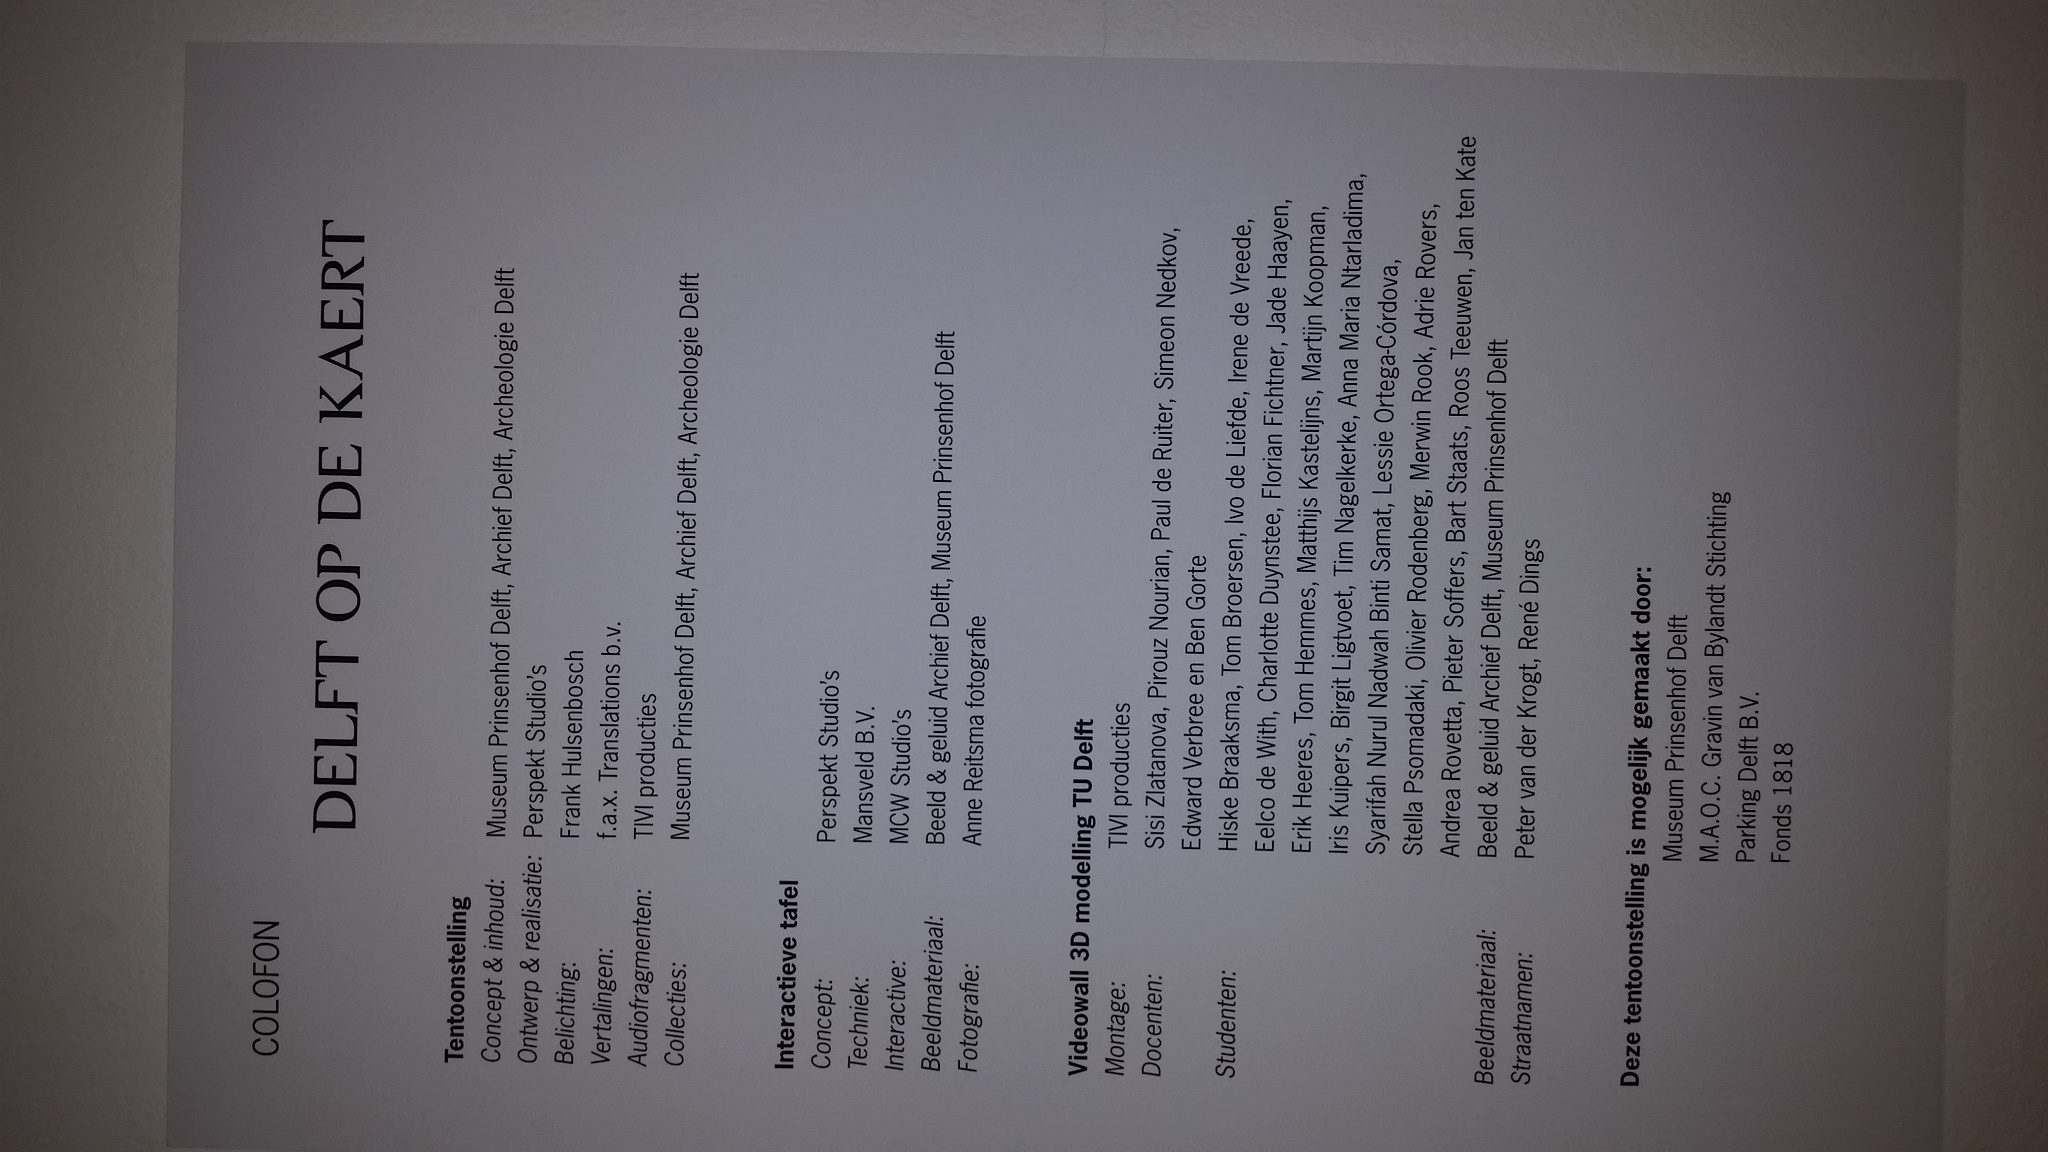 COLOFON
DELFT OP DE KAERT
Tentoonstelling
Concept & inhoud: Museum Prinsenhof Delft, Archief Delft, Archeologie Delft
Ontwerp & realisatie: Perspekt Studio's
Belichting: Frank Hulsenbosch
Vertalingen: f.a.x. Translations b.v.
Audiofragmenten: TIVI producties
Collecties: Museum Prinsenhof Delft, Archief Delft, Archeologie Delft
Interactieve tafel
Concept: Perspekt Studio's
Techniek: Mansveld B.V.
Interactive: MCW Studio's
Beeldmateriaal: Beeld & geluid Archief Delft, Museum Prinsenhof Delft
Fotografie: Anne Reitsma fotografie
Videowall 3D modelling TU Delft
Montage: TIVI producties
Docenten: Sisi Zlatanova, Pirouz Nourian, Paul de Ruiter, Simeon Nedkov,
Edward Verbree en Ben Gorte
Studenten: Hiske Braaksma, Tom Broersen, Ivo de Liefde, Irene de Vreede,
Eelco de With, Charlotte Duynstee, Florian Fichtner, Jade Haayen,
Erik Heeres, Tom Hemmes, Matthijs Kastelijns, Martijn Koopman,
Iris Kuipers, Birgit Ligtvoet, Tim Nagelkerke, Anna Maria Ntarladima,
Syarifah Nurul Nadwah Binti Samat, Lessie Ortega-Córdova,
Stella Psomadaki, Olivier Rodenberg, Merwin Rook, Adrie Rovers,
Andrea Rovetta, Pieter Soffers, Bart Staats, Roos Teeuwen, Jan ten Kate
Beeldmateriaal: Beeld & geluid Archief Delft, Museum Prinsenhof Delft
Straatnamen: Peter van der Krogt, René Dings
Deze tentoonstelling is mogelijk gemaakt door:
Museum Prinsenhof Delft
M.A.O.C. Gravin van Bylandt Stichting
Parking Delft B.V.
Fonds 1818